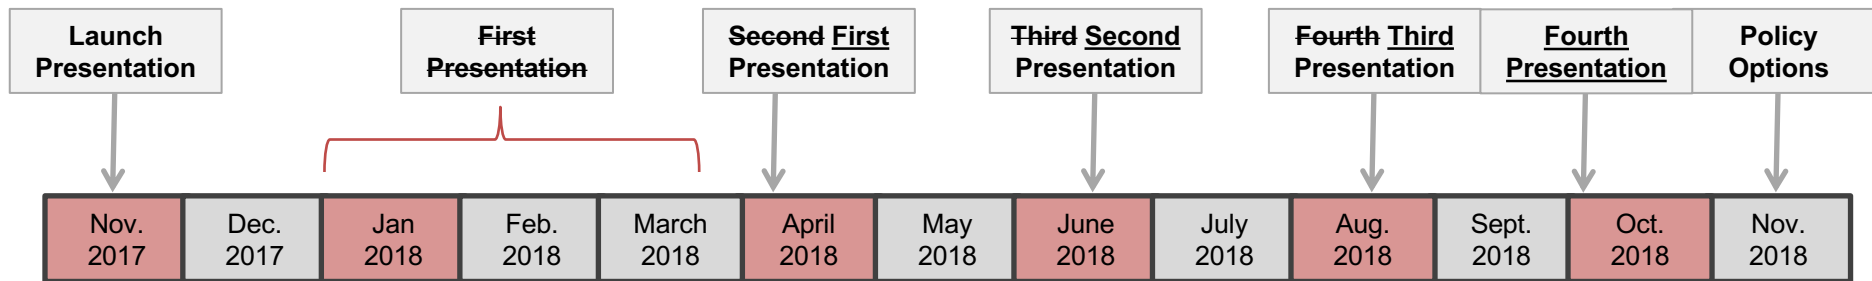 Launch
Presentation
First
Presentation
Second First
Presentation
Third Second
Presentation
Fourth Third
Presentation
Fourth
Presentation
Policy
Options
Nov.
2017
Dec.
2017
Jan
2018
Feb.
2018
March
2018
April
2018
May
2018
June
2018
July
2018
Aug.
2018
Sept.
2018
Oct.
2018
Nov.
2018